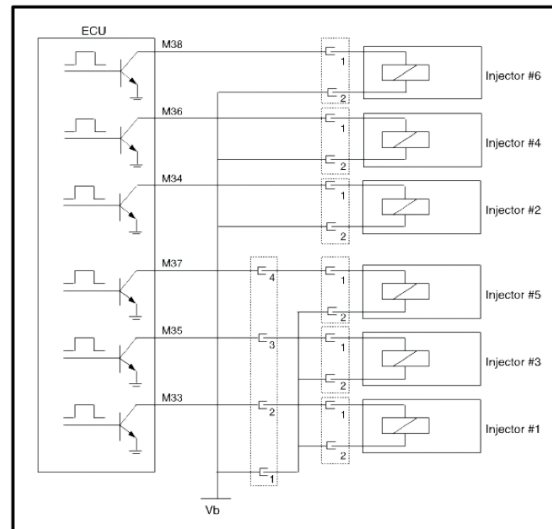 ECU
M38
1
2
Injector #6
M36
1
2
Injector #4
M34
1
2
Injector #2
M37
4
1
2
Injector #5
M35
3
1
2
Injector #3
M33
2
1
2
Injector #1
1
Vb